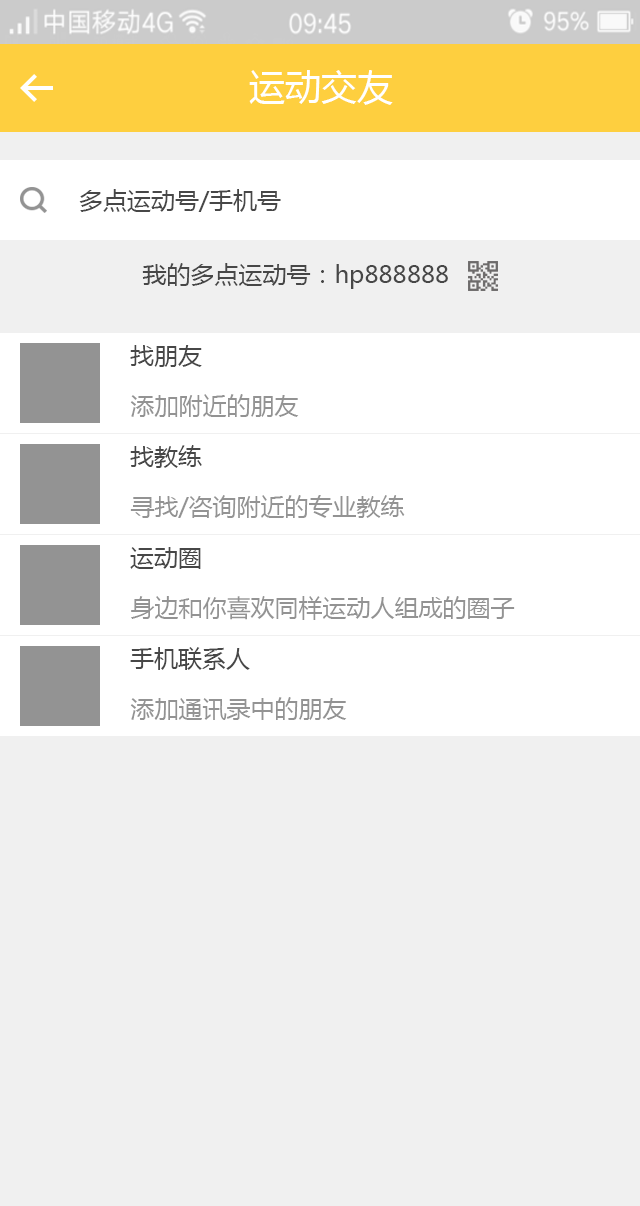 中国移动4G 09:45 95%
运动交友
多点运动号/手机号
我的多点运动号：hp888888
找朋友
添加附近的朋友
找教练
寻找/咨询附近的专业教练
运动圈
身边和你喜欢同样运动人组成的圈子
手机联系人
添加通讯录中的朋友